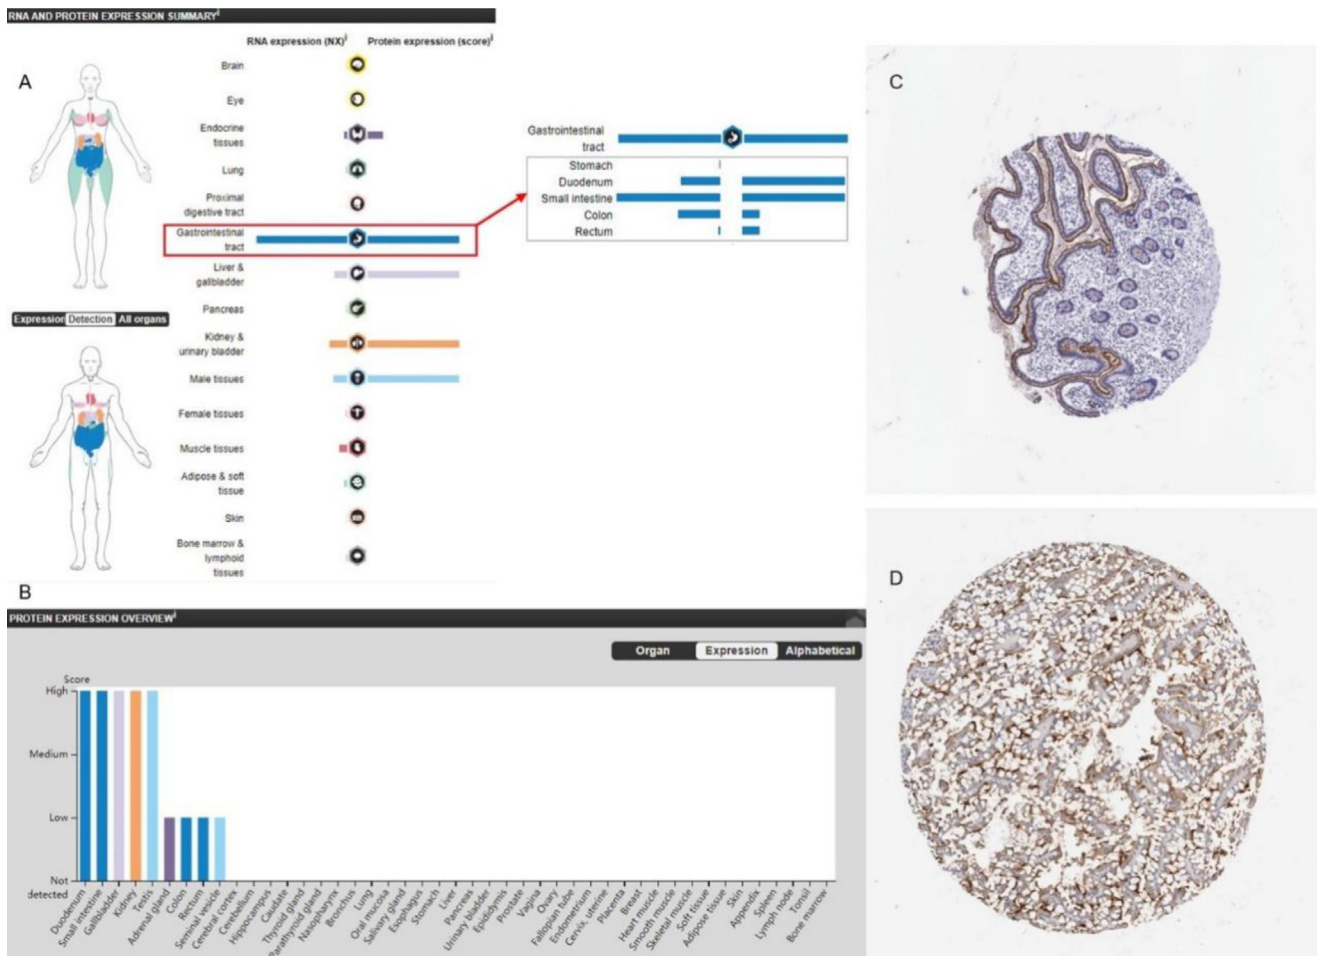 RNA AND PROTEIN EXPRESSION SUMMARYi
RNA expression (NX)i
Protein expression (score)i
A
Brain
Eye
Endocrine
tissues
Lung
Proximal
digestive tract
Gastrointestinal
tract
Liver &
gallbladder
Pancreas
Kidney &
urinary bladder
Male tissues
Female tissues
Muscle tissues
Adipose & soft
tissue
Skin
Bone marrow &
lymphoid
tissues
Expression Detection All organs
Gastrointestinal
tract
Stomach
Duodenum
Small intestine
Colon
Rectum
C
B
PROTEIN EXPRESSION OVERVIEWi
Organ Expression Alphabetical
Score
High
Medium
Low
Not
detected
Duodenum
Small intestine
Gallbladder
Kidney
Testis
Adrenal gland
Colon
Rectum
Seminal vesicle
Cerebral cortex
Cerebellum
Hippocampus
Caudate
Thyroid gland
Parathyroid gland
Nasopharynx
Bronchus
Lung
Oral mucosa
Salivary gland
Esophagus
Stomach
Liver
Pancreas
Urinary bladder
Epididymis
Prostate
Vagina
Ovary
Fallopian tube
Endometrium
Cervix, uterine
Placenta
Breast
Heart muscle
Smooth muscle
Skeletal muscle
Soft tissue
Adipose tissue
Skin
Appendix
Spleen
Lymph node
Tonsil
Bone marrow
D